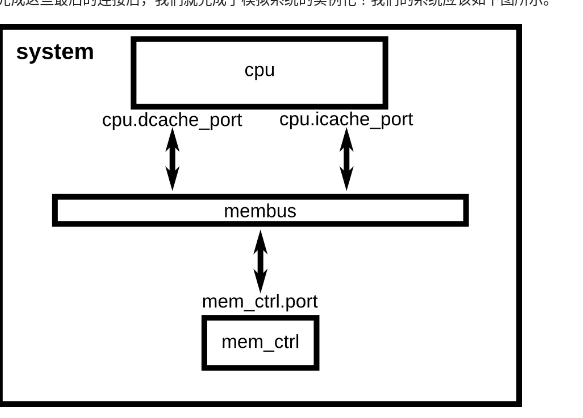 完成这些最后的连接后，我们就完成了模拟系统的实例化！我们的系统应该如下图所示。
system
cpu
cpu.dcache_port cpu.icache_port
membus
mem_ctrl.port
mem_ctrl